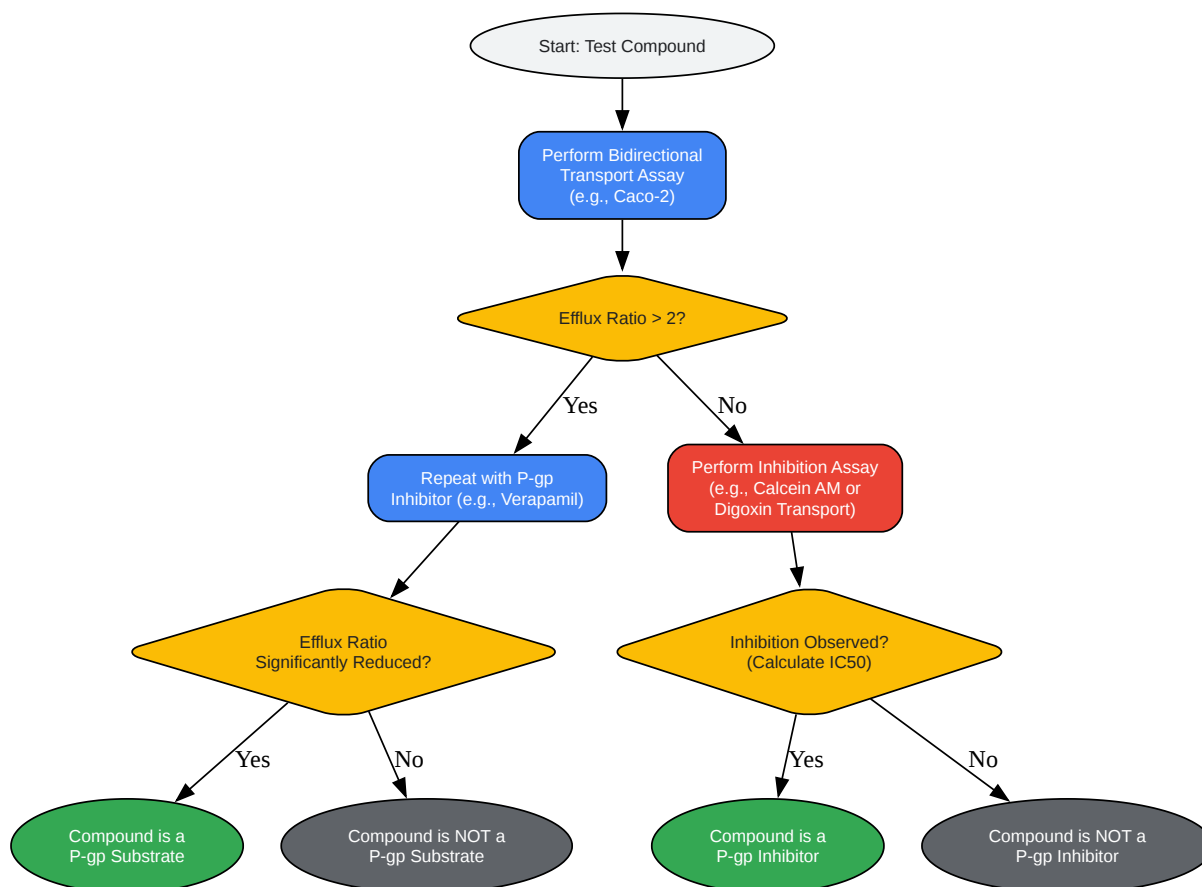 Start: Test Compound
Perform Bidirectional
Transport Assay
(e.g., Caco-2)
Efflux Ratio > 2?
Yes
No
Repeat with P-gp
Inhibitor (e.g., Verapamil)
Perform Inhibition Assay
(e.g., Calcein AM or
Digoxin Transport)
Efflux Ratio
Significantly Reduced?
Inhibition Observed?
(Calculate IC50)
Yes
No
Yes
No
Compound is a
P-gp Substrate
Compound is NOT a
P-gp Substrate
Compound is a
P-gp Inhibitor
Compound is NOT a
P-gp Inhibitor